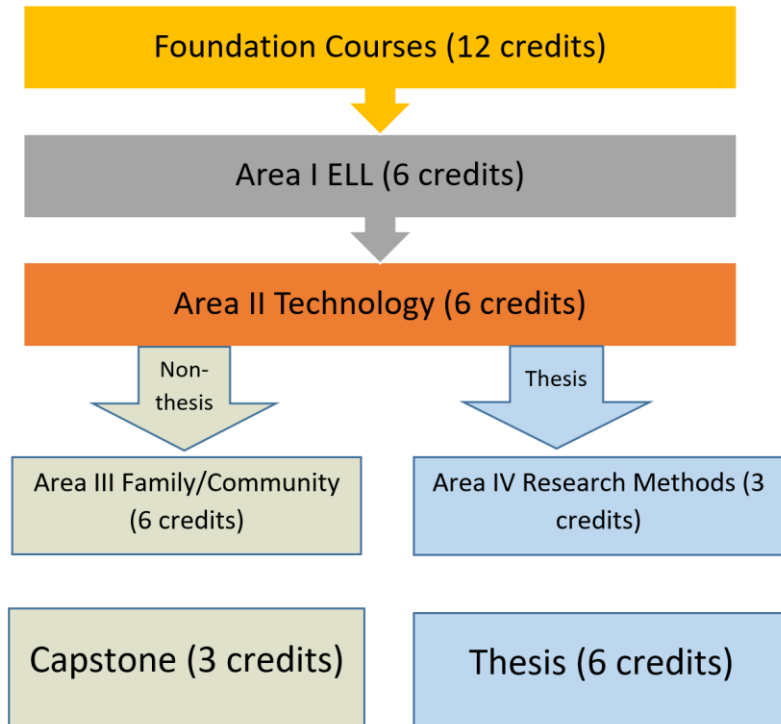 Foundation Courses (12 credits)
Area I ELL (6 credits)
Area II Technology (6 credits)
Non-
thesis
Thesis
Area III Family/Community
(6 credits)
Area IV Research Methods (3
credits)
Capstone (3 credits)
Thesis (6 credits)